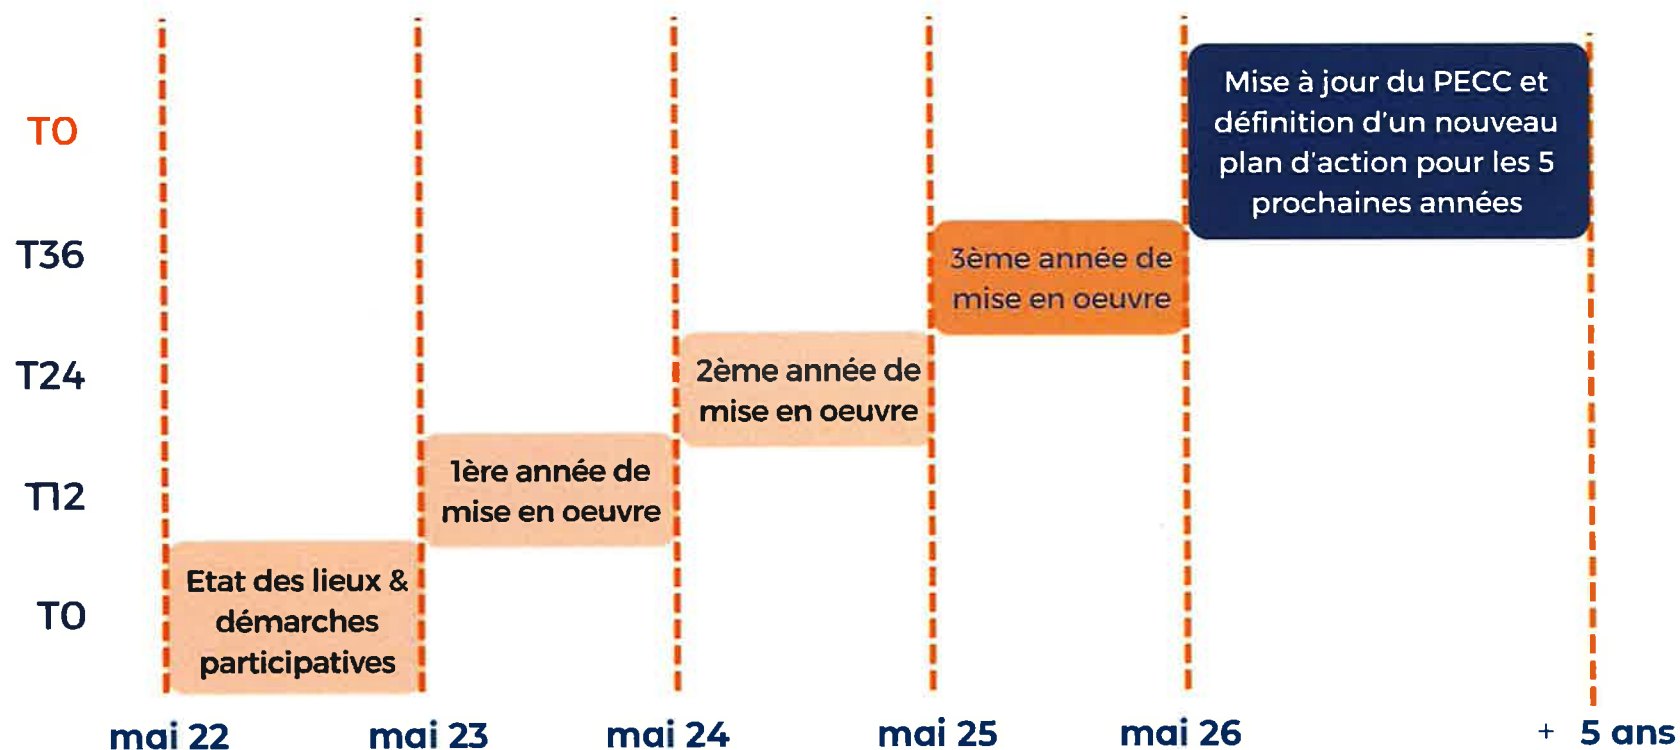 TO
Mise à jour du PECC et
définition d'un nouveau
plan d'action pour les 5
prochaines années
T36
3ème année de
mise en oeuvre
T24
2ème année de
mise en oeuvre
T12
1ère année de
mise en oeuvre
TO
Etat des lieux &
démarches
participatives
mai 22 mai 23 mai 24 mai 25 mai 26 + 5 ans